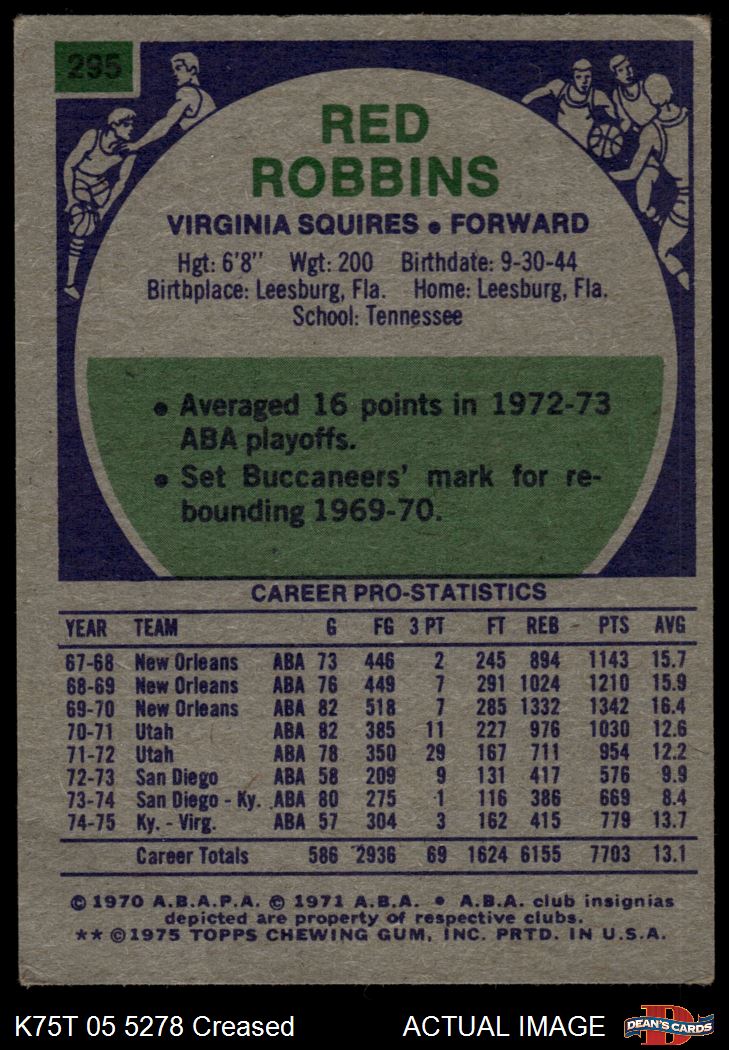 295
RED
ROBBINS
VIRGINIA SQUIRES • FORWARD
Hgt: 6'8" Wgt: 200 Birthdate: 9-30-44
Birthplace: Leesburg, Fla. Home: Leesburg, Fla.
School: Tennessee
• Averaged 16 points in 1972-73
ABA playoffs.
• Set Buccaneers' mark for re-
bounding 1969-70.
CAREER PRO-STATISTICS
YEAR TEAM G FG 3 PT FT REB PTS AVG
67-68 New Orleans ABA 73 446 2 245 894 1143 15.7
68-69 New Orleans ABA 76 449 7 291 1024 1210 15.9
69-70 New Orleans ABA 82 518 7 285 1332 1342 16.4
70-71 Utah ABA 82 385 11 227 976 1030 12.6
71-72 Utah ABA 78 350 29 167 711 954 12.2
72-73 San Diego ABA 58 209 9 131 417 576 9.9
73-74 San Diego - Ky. ABA 80 275 1 116 386 669 8.4
74-75 Ky. - Virg. ABA 57 304 3 162 415 779 13.7
Career Totals 586 2936 69 1624 6155 7703 13.1
© 1970 A.B.A.P.A. © 1971 A.B.A. • A.B.A. club insignias
depicted are property of respective clubs.
** ©1975 TOPPS CHEWING GUM, INC. PRTD. IN U.S.A.
K75T 05 5278 Creased ACTUAL IMAGE
D
DEAN'S CARDS